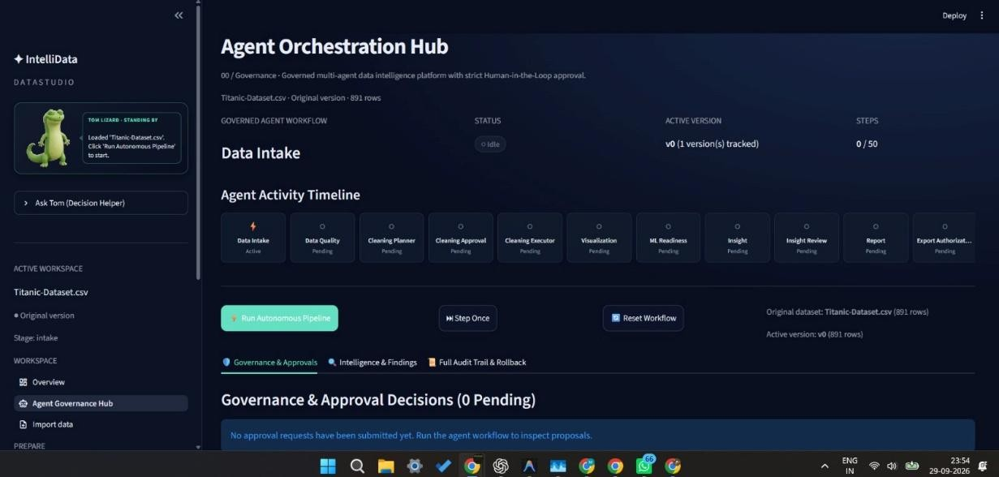 Deploy
IntelliData
DATASTUDIO
TOM LIZARD · STANDING BY
Loaded 'Titanic-Dataset.csv'.
Click 'Run Autonomous Pipeline'
to start.
Ask Tom (Decision Helper)
ACTIVE WORKSPACE
Titanic-Dataset.csv
Original version
Stage: intake
WORKSPACE
Overview
Agent Governance Hub
Import data
PREPARE
Agent Orchestration Hub
00 / Governance · Governed multi-agent data intelligence platform with strict Human-in-the-Loop approval.
Titanic-Dataset.csv · Original version · 891 rows
GOVERNED AGENT WORKFLOW
Data Intake
STATUS
Idle
ACTIVE VERSION
v0 (1 version(s) tracked)
STEPS
0 / 50
Agent Activity Timeline
Data Intake
Active
Data Quality
Pending
Cleaning Planner
Pending
Cleaning Approval
Pending
Cleaning Executor
Pending
Visualization
Pending
ML Readiness
Pending
Insight
Pending
Insight Review
Pending
Report
Pending
Export Authorizat...
Pending
Run Autonomous Pipeline
Step Once
Reset Workflow
Original dataset: Titanic-Dataset.csv (891 rows)
Active version: v0 (891 rows)
Governance & Approvals
Intelligence & Findings
Full Audit Trail & Rollback
Governance & Approval Decisions (0 Pending)
No approval requests have been submitted yet. Run the agent workflow to inspect proposals.
66
ENG
IN
23:54
29-09-2026